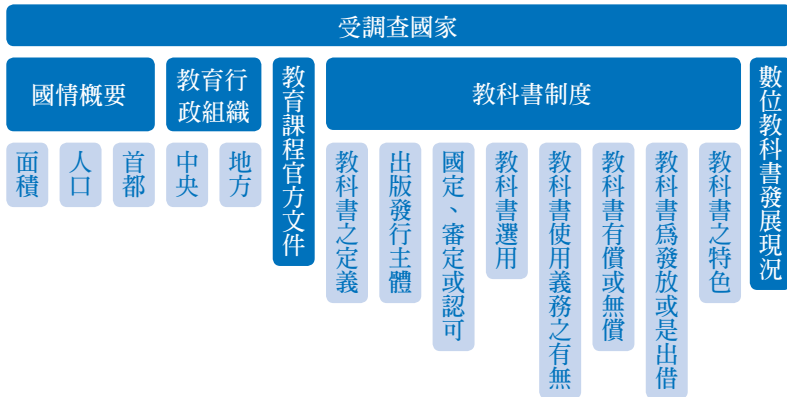 受調查國家
國情概要
教育行
政組織
教育課程官方文件
教科書制度
數位教科書發展現況
面積
人口
首都
中央
地方
教科書之定義
出版發行主體
國定、審定或認可
教科書選用
教科書使用義務之有無
教科書有償或無償
教科書爲發放或是出借
教科書之特色